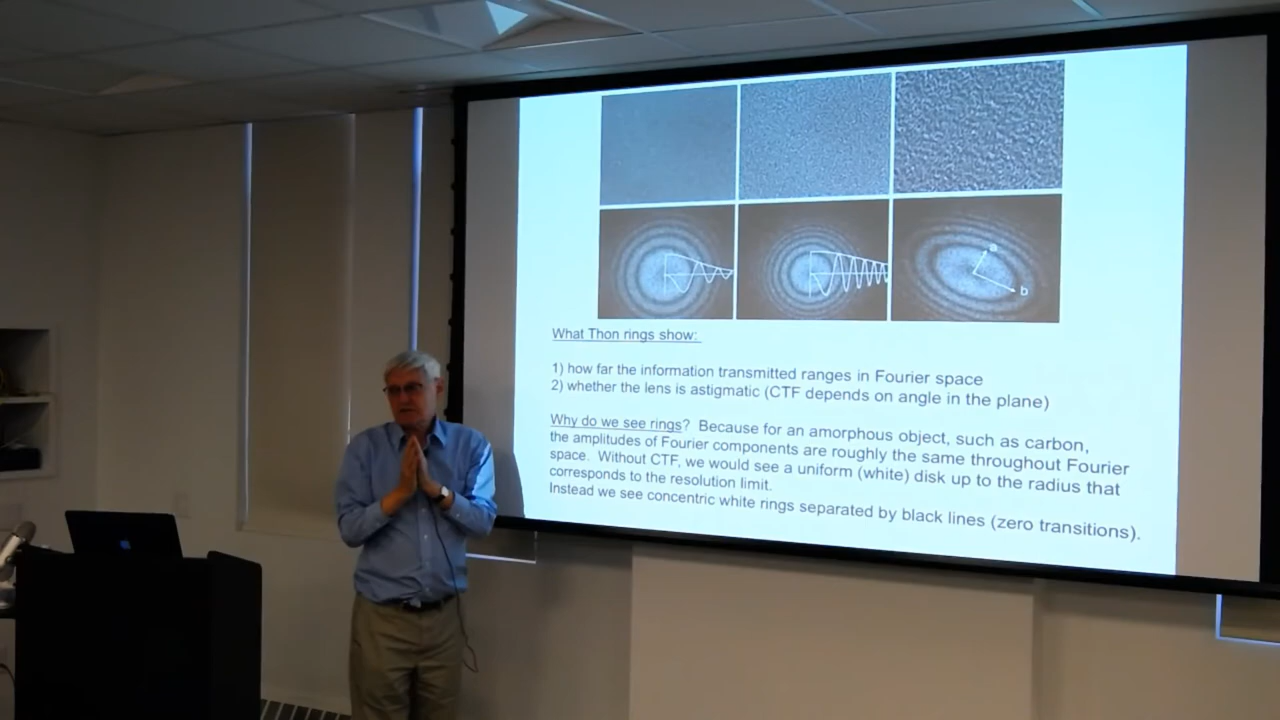 a
b
What Thon rings show:
1) how far the information transmitted ranges in Fourier space
2) whether the lens is astigmatic (CTF depends on angle in the plane)
Why do we see rings? Because for an amorphous object, such as carbon,
the amplitudes of Fourier components are roughly the same throughout Fourier
space. Without CTF, we would see a uniform (white) disk up to the radius that
corresponds to the resolution limit.
Instead we see concentric white rings separated by black lines (zero transitions).